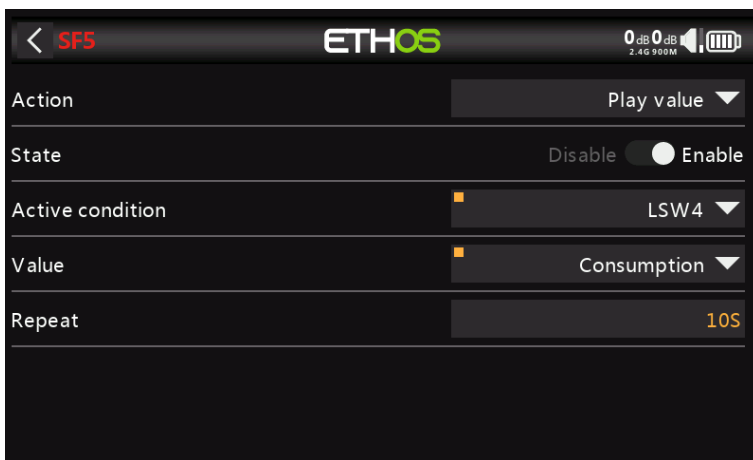 SF5 ETHOS 0dB 0dB
2.4G 900M
Action Play value
State Disable Enable
Active condition LSW4
Value Consumption
Repeat 10S